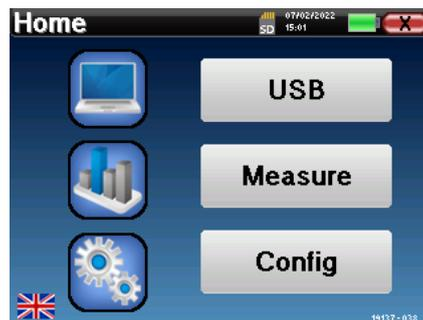 Home
SD
07/02/2022
15:01
X
USB
Measure
Config
19137-038